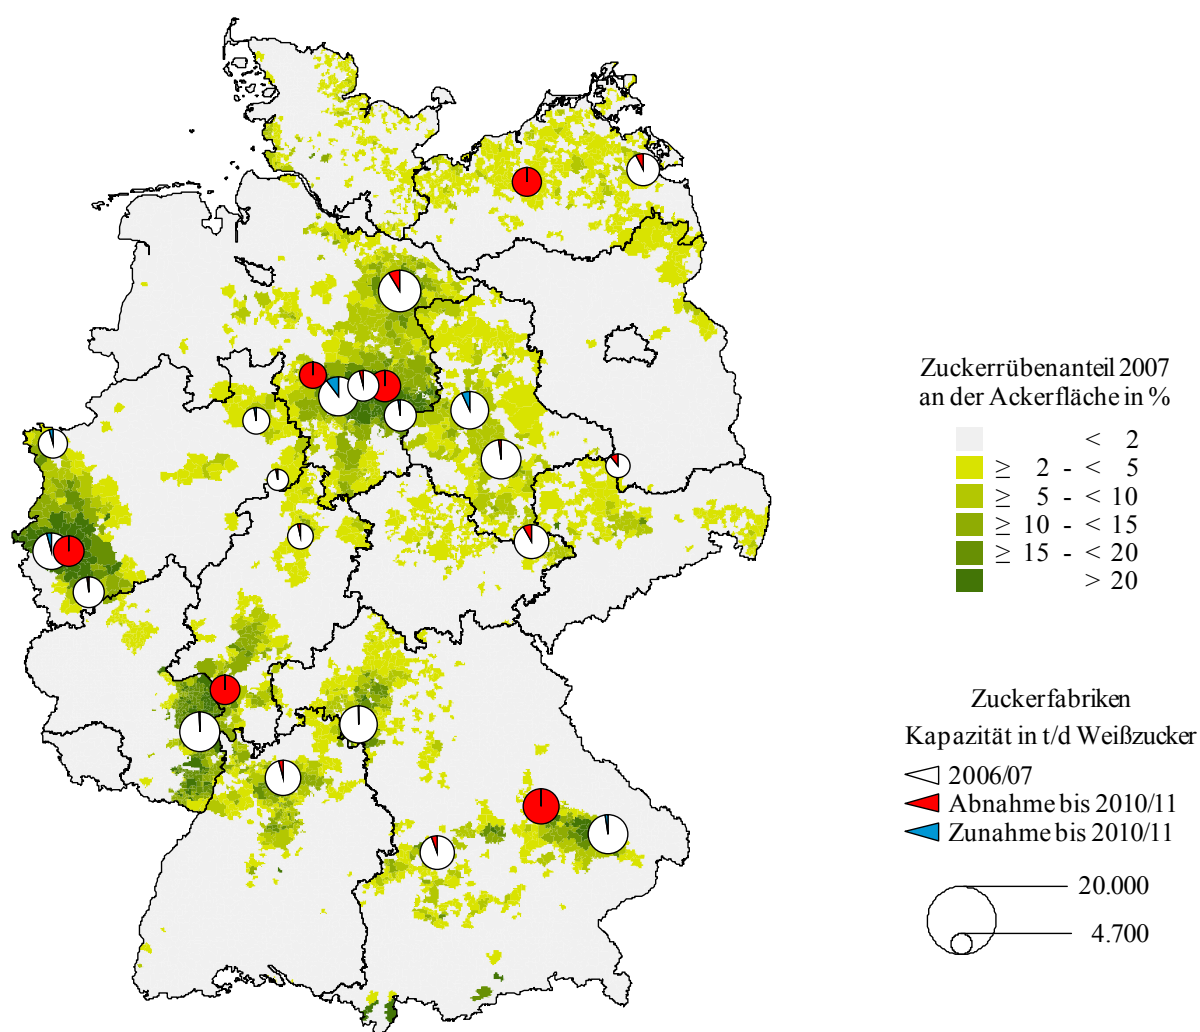 Zuckerrübenanteil 2007
an der Ackerfläche in %
< 2
≥ 2 - < 5
≥ 5 - < 10
≥ 10 - < 15
≥ 15 - < 20
> 20
Zuckerfabriken
Kapazität in t/d Weißzucker
2006/07
Abnahme bis 2010/11
Zunahme bis 2010/11
20.000
4.700